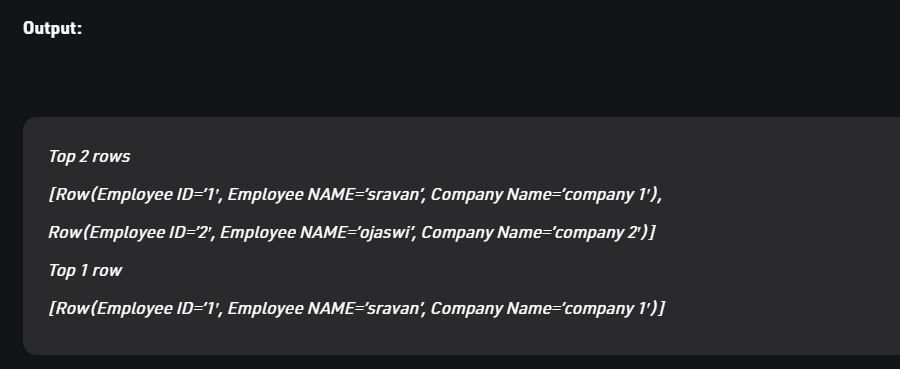 Output:
Top 2 rows
[Row(Employee ID=’1′, Employee NAME=’sravan’, Company Name=’company 1′),
Row(Employee ID=’2′, Employee NAME=’ojaswi’, Company Name=’company 2′)]
Top 1 row
[Row(Employee ID=’1′, Employee NAME=’sravan’, Company Name=’company 1′)]